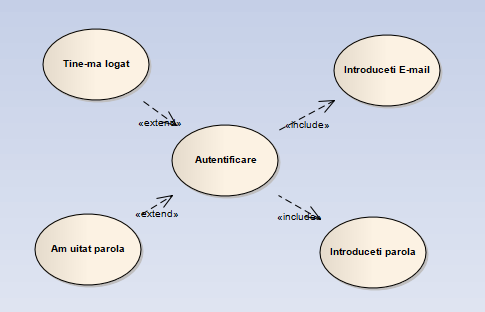 Tine-ma logat
Introduceti E-mail
«extend»
«include»
Autentificare
«extend»
«include»
Am uitat parola
Introduceti parola